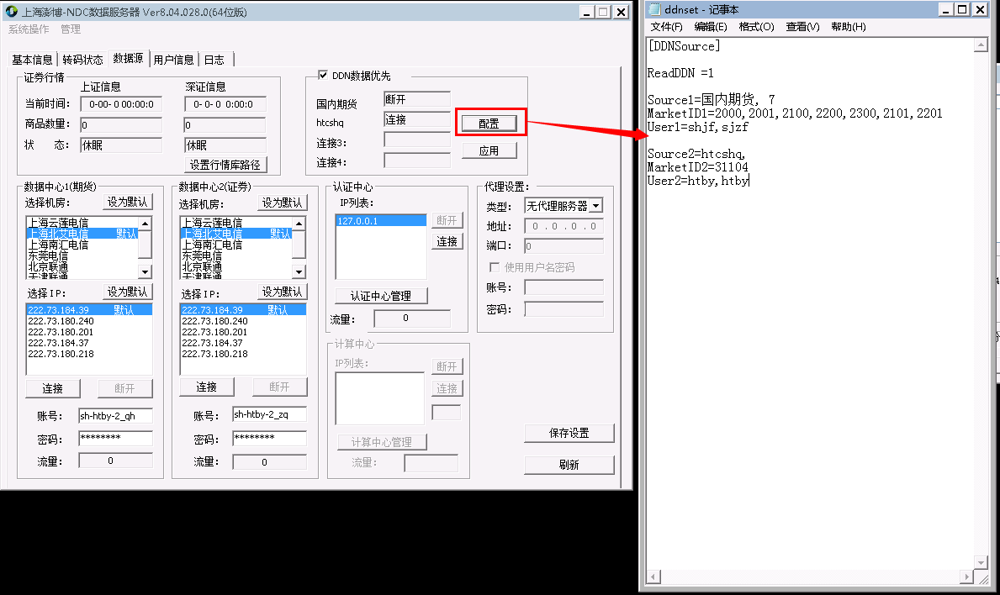 上海澎博-NDC数据服务器 Ver8.04.028.0(64位版)
系统操作 管理
基本信息 转码状态 数据源 用户信息 日志
证券行情
上证信息 深证信息
当前时间: 0-00- 0 00:00:0 0- 0- 0 0:00:0
商品数量: 0 0
状 态: 休眠 休眠
设置行情库路径
DDN数据优先
国内期货 断开
htcshq 连接
连接3:
连接4:
配置
应用
数据中心1(期货)
选择机房: 设为默认
上海云莲电信
上海北艾电信 默认
上海南汇电信
东莞电信
北京联通
天津联通
选择IP: 设为默认
222.73.184.39 默认
222.73.180.240
222.73.180.201
222.73.184.37
222.73.180.218
连接 断开
账号: sh-htby-2_qh
密码: ********
流量: 0
数据中心2(证券)
选择机房: 设为默认
上海云莲电信
上海北艾电信 默认
上海南汇电信
东莞电信
北京联通
天津联通
选择IP: 设为默认
222.73.184.39 默认
222.73.180.240
222.73.180.201
222.73.184.37
222.73.180.218
连接 断开
账号: sh-htby-2_zq
密码: ********
流量: 0
认证中心
IP列表:
127.0.0.1
断开
连接
认证中心管理
流量: 0
计算中心
IP列表:
断开
连接
计算中心管理
流量:
代理设置:
类型: 无代理服务器
地址: 0 . 0 . 0 . 0
端口: 0
使用用户名密码
账号:
密码:
保存设置
刷新
ddnset - 记事本
文件(F) 编辑(E) 格式(O) 查看(V) 帮助(H)
[DDNSource]
ReadDDN =1
Source1=国内期货, 7
MarketID1=2000,2001,2100,2200,2300,2101,2201
User1=shjf,sjzf
Source2=htcshq,
MarketID2=31104
User2=htby,htby